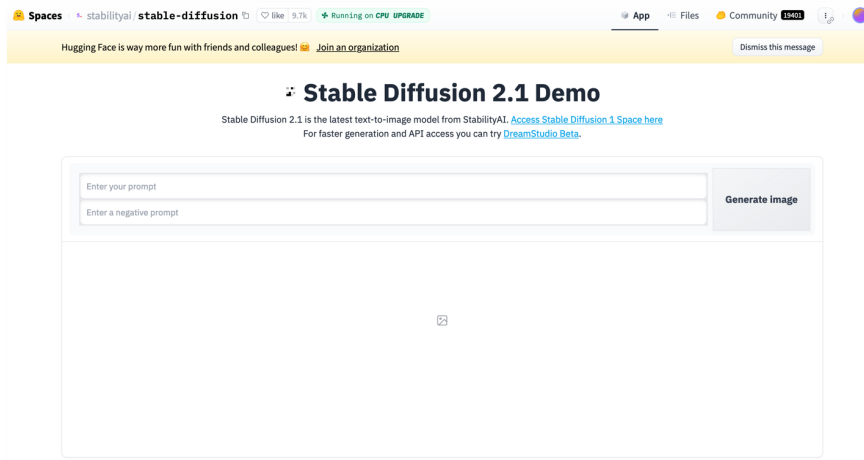 Spaces stabilityai/stable-diffusion like 9.7k Running on CPU UPGRADE App Files Community 19401
Hugging Face is way more fun with friends and colleagues! 🤗 Join an organization Dismiss this message
Stable Diffusion 2.1 Demo
Stable Diffusion 2.1 is the latest text-to-image model from StabilityAI. Access Stable Diffusion 1 Space here
For faster generation and API access you can try DreamStudio Beta.
Enter your prompt
Generate image
Enter a negative prompt